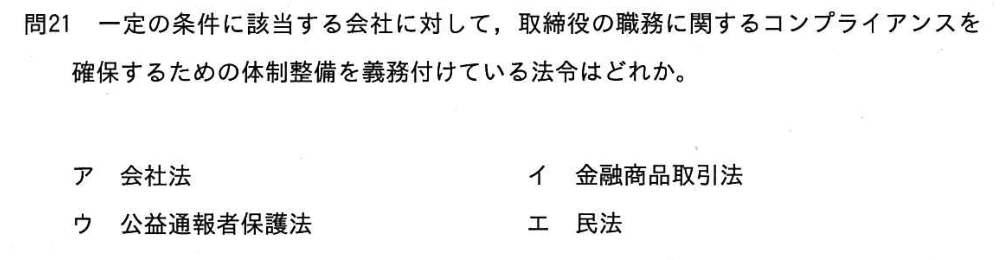 問21 一定の条件に該当する会社に対して，取締役の職務に関するコンプライアンスを
確保するための体制整備を義務付けている法令はどれか。
ア 会社法 イ 金融商品取引法
ウ 公益通報者保護法 エ 民法